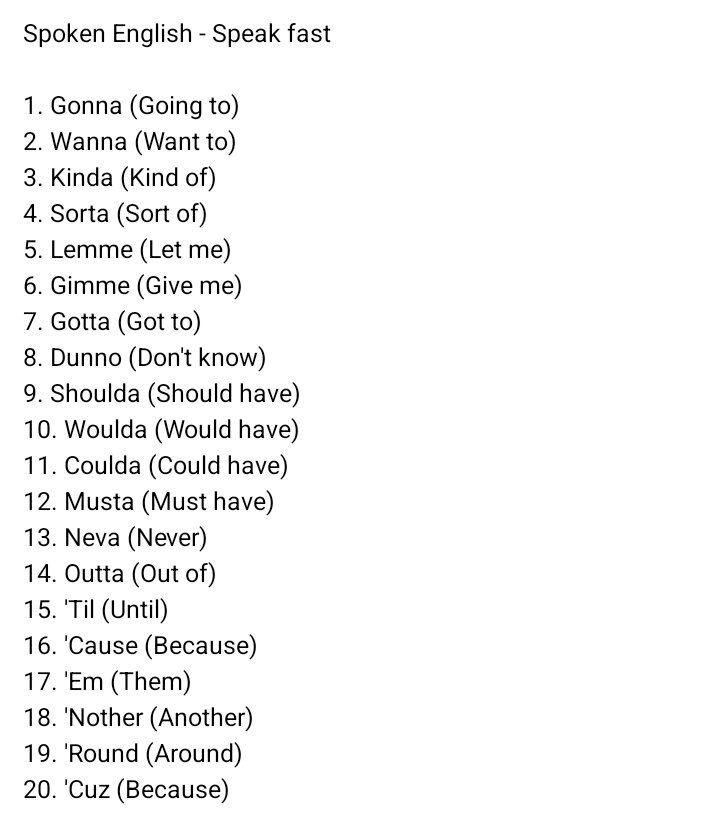 Spoken English - Speak fast
1. Gonna (Going to)
2. Wanna (Want to)
3. Kinda (Kind of)
4. Sorta (Sort of)
5. Lemme (Let me)
6. Gimme (Give me)
7. Gotta (Got to)
8. Dunno (Don't know)
9. Shoulda (Should have)
10. Woulda (Would have)
11. Coulda (Could have)
12. Musta (Must have)
13. Neva (Never)
14. Outta (Out of)
15. 'Til (Until)
16. 'Cause (Because)
17. 'Em (Them)
18. 'Nother (Another)
19. 'Round (Around)
20. 'Cuz (Because)